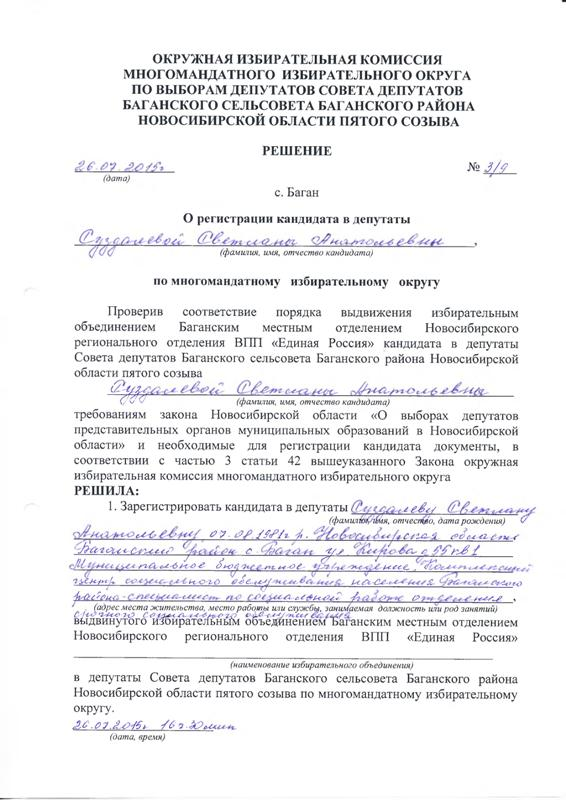 ОКРУЖНАЯ ИЗБИРАТЕЛЬНАЯ КОМИССИЯ
МНОГОМАНДАТНОГО ИЗБИРАТЕЛЬНОГО ОКРУГА
ПО ВЫБОРАМ ДЕПУТАТОВ СОВЕТА ДЕПУТАТОВ
БАГАНСКОГО СЕЛЬСОВЕТА БАГАНСКОГО РАЙОНА
НОВОСИБИРСКОЙ ОБЛАСТИ ПЯТОГО СОЗЫВА
РЕШЕНИЕ
26.07.2015г № 3/9
(дата)
с. Баган
О регистрации кандидата в депутаты
Суздалевой Светланы Анатольевны,
(фамилия, имя, отчество кандидата)
по многомандатному избирательному округу
Проверив соответствие порядка выдвижения избирательным
объединением Баганским местным отделением Новосибирского
регионального отделения ВПП «Единая Россия» кандидата в депутаты
Совета депутатов Баганского сельсовета Баганского района Новосибирской
области пятого созыва
Суздалевой Светланы Анатольевны
(фамилия, имя, отчество кандидата)
требованиям закона Новосибирской области «О выборах депутатов
представительных органов муниципальных образований в Новосибирской
области» и необходимые для регистрации кандидата документы, в
соответствии с частью 3 статьи 42 вышеуказанного Закона окружная
избирательная комиссия многомандатного избирательного округа
РЕШИЛА:
1. Зарегистрировать кандидата в депутаты Суздалеву Светлану
(фамилия, имя, отчество, дата рождения)
Анатольевну, 07.08.1981г.р. Новосибирская область
Баганский район с. Баган ул. Кирова д.55 кв1
Муниципальное бюджетное учреждение "Комплексный
центр социального обслуживания населения Баганского
района-специалист по социальной работе отделение,
(адрес места жительства, место работы или службы, занимаемая должность или род занятий)
срочного социального обслуживания
выдвинутого избирательным объединением Баганским местным отделением
Новосибирского регионального отделения ВПП «Единая Россия»
(наименование избирательного объединения)
в депутаты Совета депутатов Баганского сельсовета Баганского района
Новосибирской области пятого созыва по многомандатному избирательному
округу.
26.07.2015г 16 ч.30 мин
(дата, время)